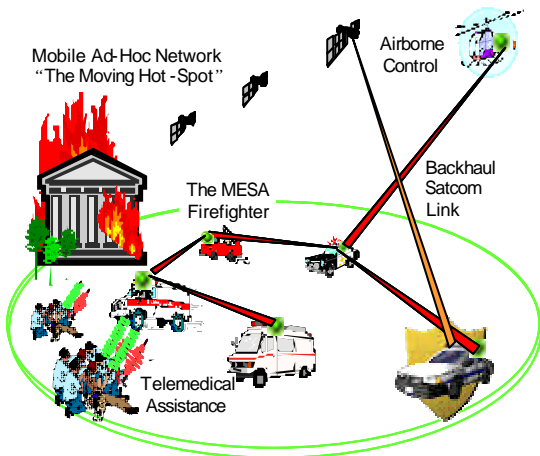 Mobile Ad-Hoc Network
“The Moving Hot-Spot”
Airborne
Control
Backhaul
Satcom
Link
The MESA
Firefighter
Telemedical
Assistance